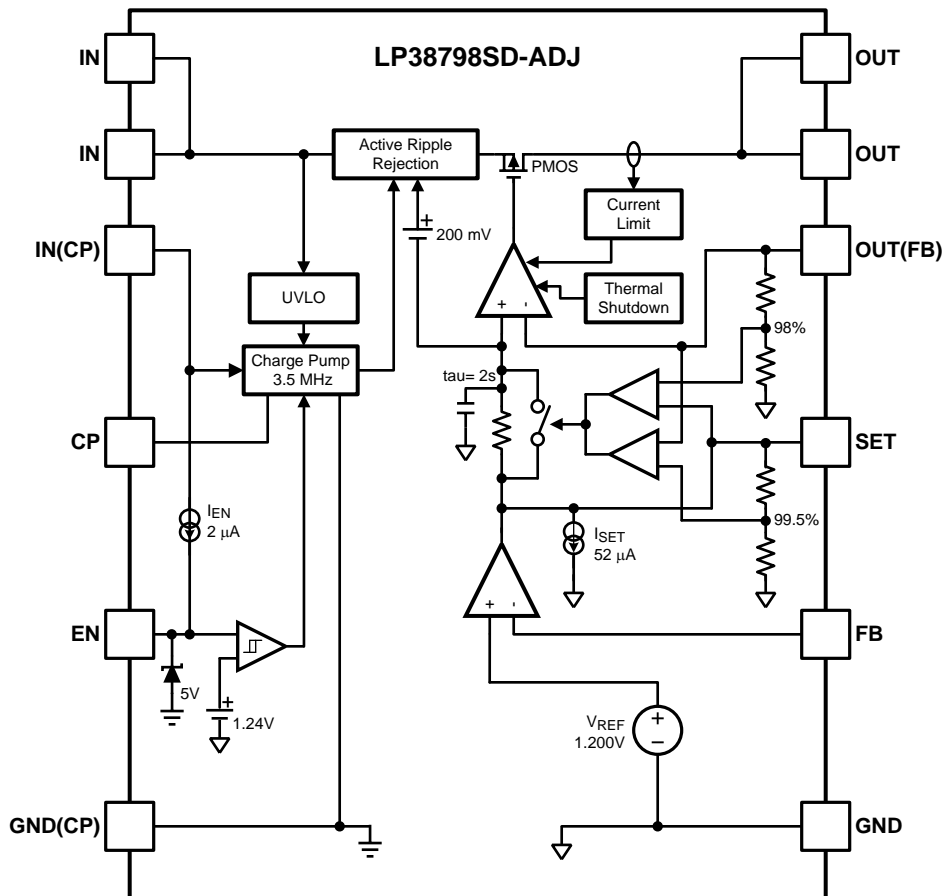 LP38798SD-ADJ
IN
OUT
IN
Active Ripple
Rejection
PMOS
OUT
IN(CP)
+
200 mV
Current
Limit
OUT(FB)
UVLO
+ -
Thermal
Shutdown
98%
Charge Pump
3.5 MHz
tau= 2s
CP
SET
IEN
2 μA
ISET
52 μA
99.5%
EN
+ -
FB
5V
+
1.24V
VREF
1.200V
+
−
GND(CP)
GND